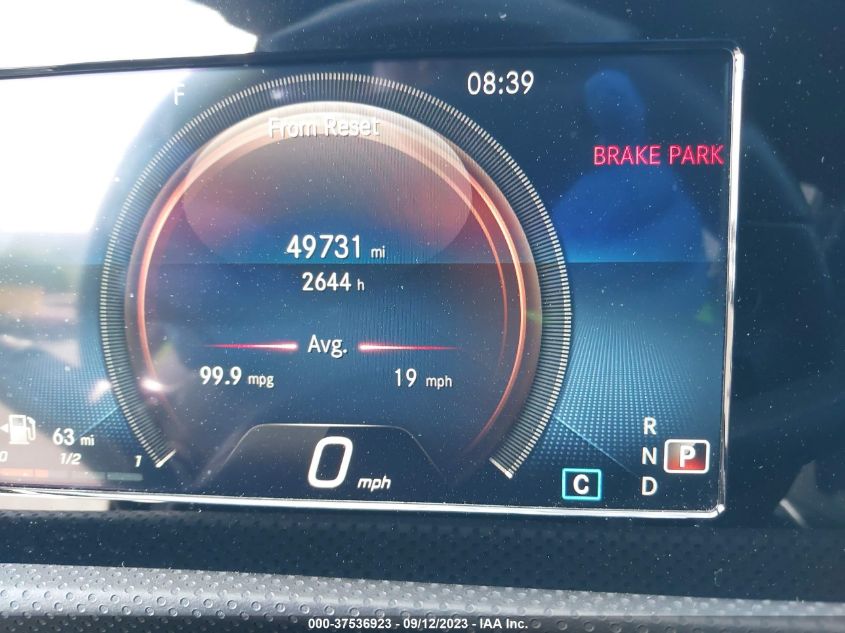 F
08:39
From Reset
BRAKE PARK
49731 mi
2644 h
Avg.
99.9 mpg
19 mph
63 mi
0 1/2 1
0 mph
R
N P
D
C
000-37536923 - 09/12/2023 - IAA Inc.